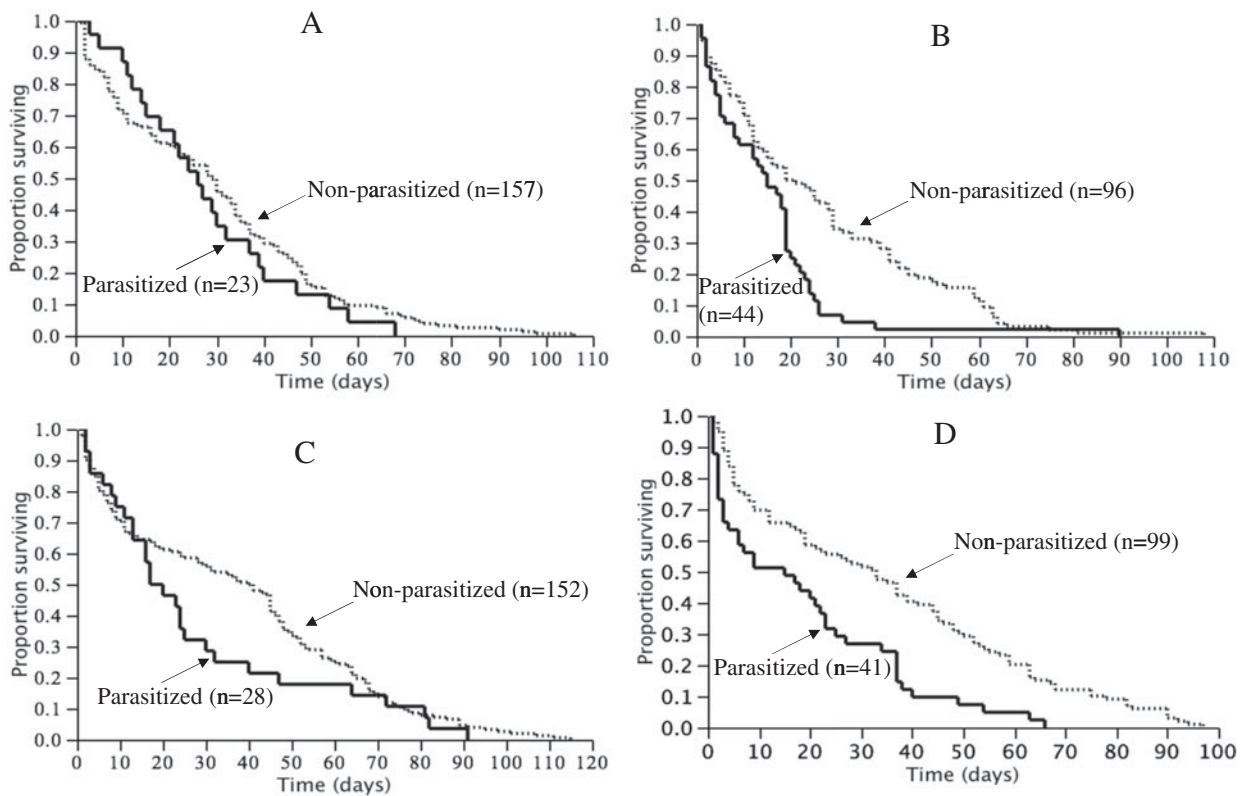 A
Proportion surviving
1.0
0.9
0.8
0.7
0.6
0.5
0.4
0.3
0.2
0.1
0.0
Non-parasitized (n=157)
Parasitized (n=23)
0 10 20 30 40 50 60 70 80 90 100 110
Time (days)
B
Proportion surviving
1.0
0.9
0.8
0.7
0.6
0.5
0.4
0.3
0.2
0.1
0.0
Non-parasitized (n=96)
Parasitized
(n=44)
0 10 20 30 40 50 60 70 80 90 100 110
Time (days)
C
Proportion surviving
1.0
0.9
0.8
0.7
0.6
0.5
0.4
0.3
0.2
0.1
0.0
Non-parasitized (n=152)
Parasitized (n=28)
0 10 20 30 40 50 60 70 80 90 100 110 120
Time (days)
D
Proportion surviving
1.0
0.9
0.8
0.7
0.6
0.5
0.4
0.3
0.2
0.1
0.0
Non-parasitized (n=99)
Parasitized (n=41)
0 10 20 30 40 50 60 70 80 90 100
Time (days)